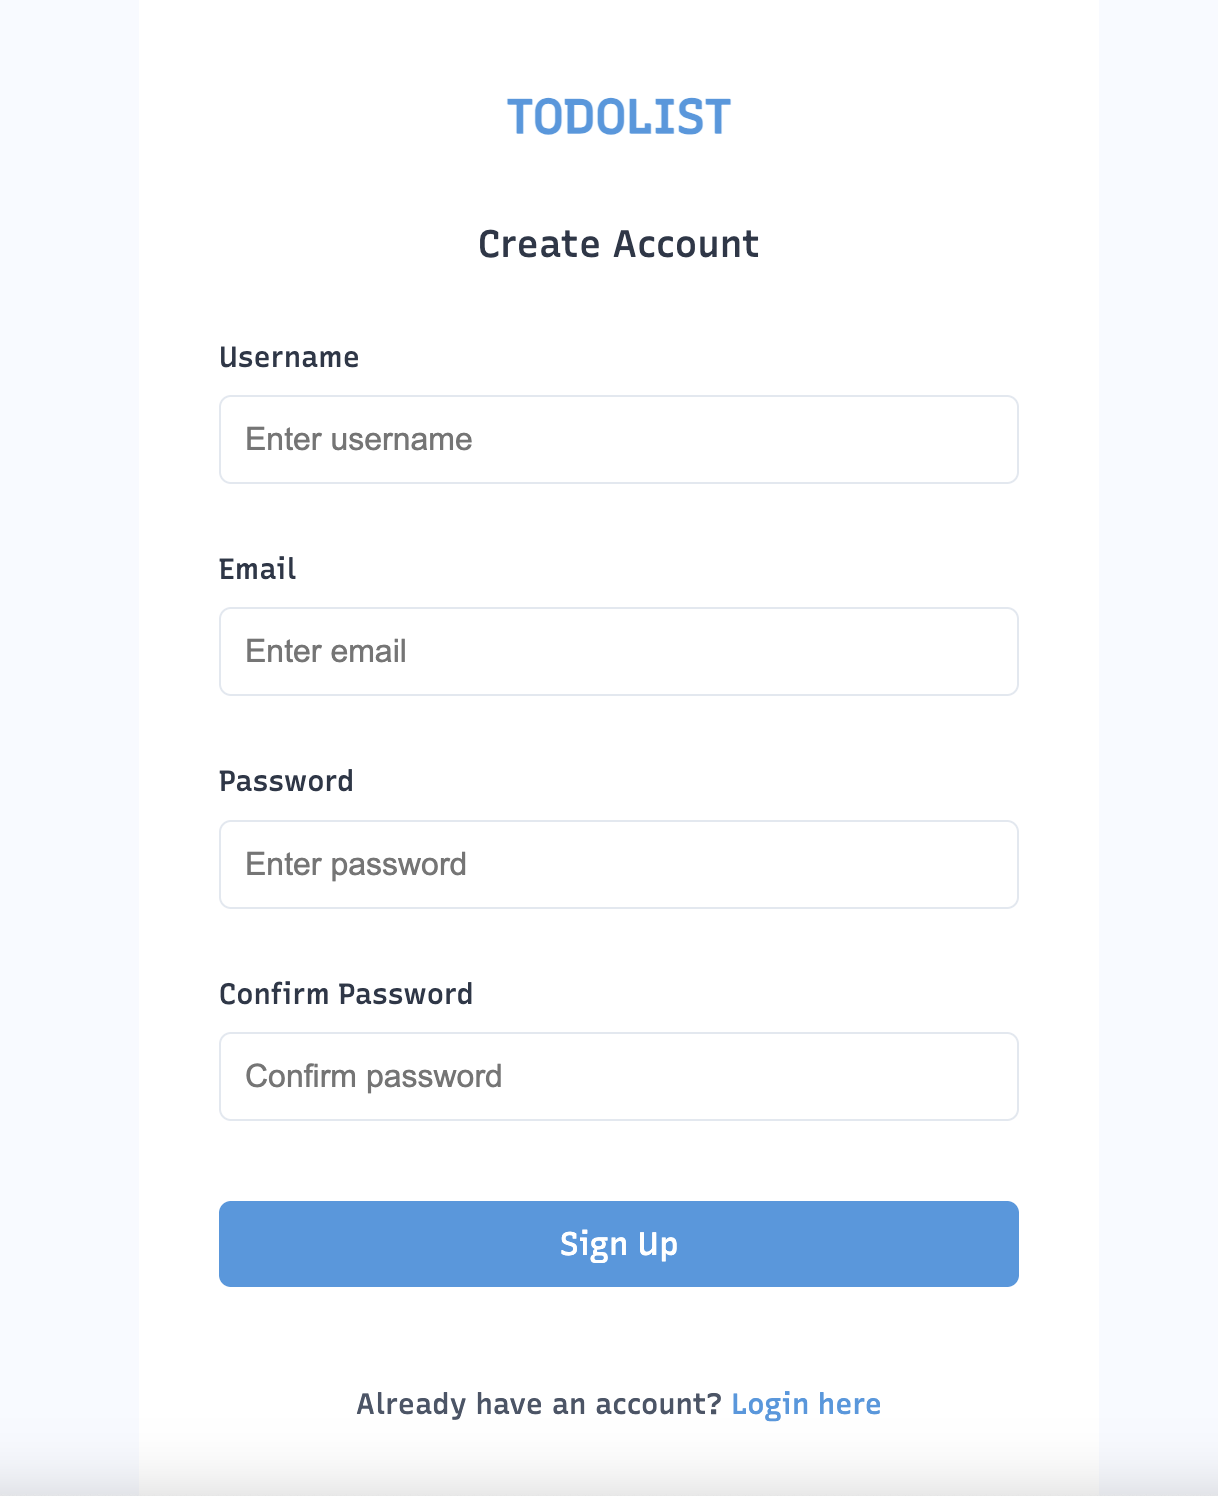 TODOLIST
Create Account
Username
Enter username
Email
Enter email
Password
Enter password
Confirm Password
Confirm password
Sign Up
Already have an account? Login here